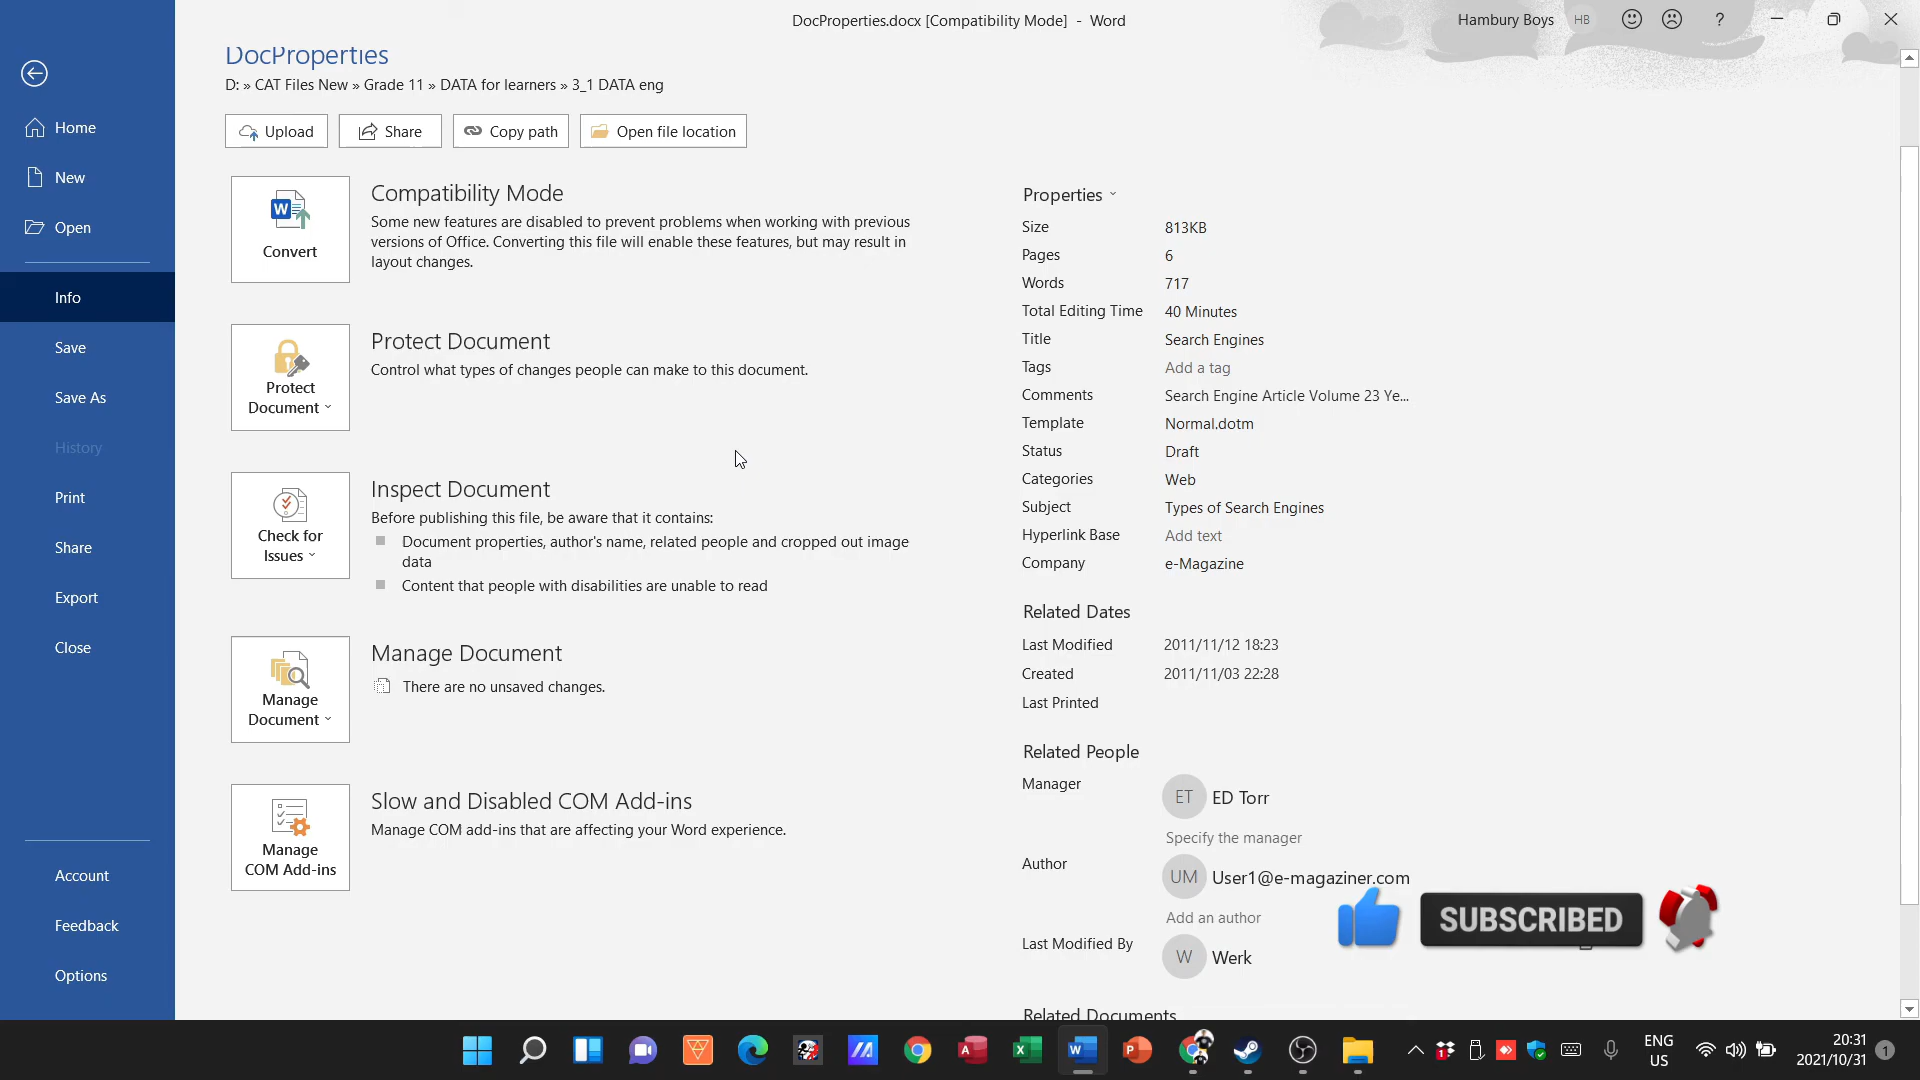 DocProperties.docx [Compatibility Mode] - Word
Hambury Boys HB ?
DocProperties
D: » CAT Files New » Grade 11 » DATA for learners » 3_1 DATA eng
Upload Share Copy path Open file location
Home
New
Open
Info
Save
Save As
History
Print
Share
Export
Close
Account
Feedback
Options
Convert
Compatibility Mode
Some new features are disabled to prevent problems when working with previous
versions of Office. Converting this file will enable these features, but may result in
layout changes.
Protect
Document
Protect Document
Control what types of changes people can make to this document.
Check for
Issues
Inspect Document
Before publishing this file, be aware that it contains:
Document properties, author's name, related people and cropped out image
data
Content that people with disabilities are unable to read
Manage
Document
Manage Document
There are no unsaved changes.
Manage
COM Add-ins
Slow and Disabled COM Add-ins
Manage COM add-ins that are affecting your Word experience.
Properties
Size 813KB
Pages 6
Words 717
Total Editing Time 40 Minutes
Title Search Engines
Tags Add a tag
Comments Search Engine Article Volume 23 Ye...
Template Normal.dotm
Status Draft
Categories Web
Subject Types of Search Engines
Hyperlink Base Add text
Company e-Magazine
Related Dates
Last Modified 2011/11/12 18:23
Created 2011/11/03 22:28
Last Printed
Related People
Manager
ET ED Torr
Specify the manager
Author
UM User1@e-magaziner.com
Add an author
Last Modified By
W Werk
Related Documents
SUBSCRIBED
ENG
US
20:31
2021/10/31
1